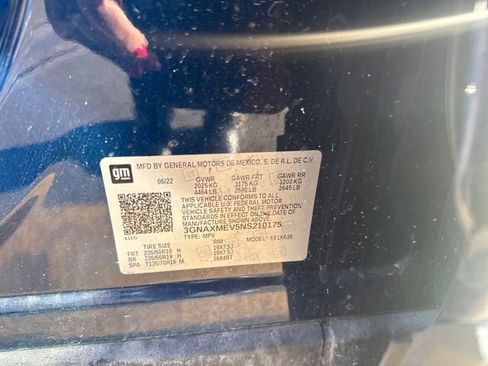 gm
MFD BY GENERAL MOTORS DE MEXICO, S. DE R.L. DE C.V.
06/22 GVWR GAWR FRT GAWR RR
2025 KG 1175 KG 1200 KG
4464 LB 2590 LB 2645 LB
THIS VEHICLE CONFORMS TO ALL
APPLICABLE U.S. FEDERAL MOTOR
VEHICLE SAFETY AND THEFT PREVENTION
STANDARDS IN EFFECT ON THE DATE OF
MANUFACTURE SHOWN ABOVE.
3GNAXMEV5NS210175
TYPE: MPV MODEL: 1XR26
TIRE SIZE RIM
FRT 235/50R19 H 19X7.5J
RR 235/50R19 H 19X7.5J
SPA T135/70R16 M 16X4BT